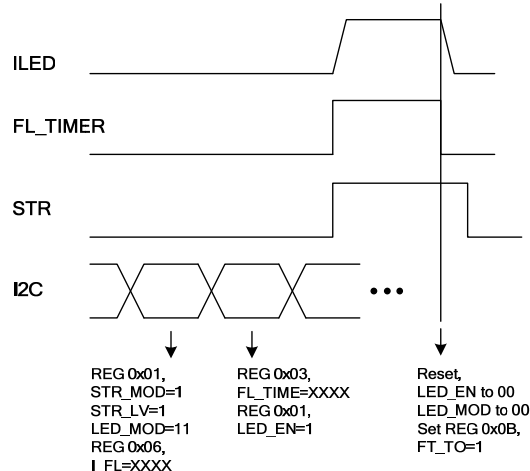 ILED
FL_TIMER
STR
I2C
REG 0x01,
STR_MOD=1
STR_LV=1
LED_MOD=11
REG 0x06,
I_FL=XXXX
REG 0x03,
FL_TIME=XXXX
REG 0x01,
LED_EN=1
Reset,
LED_EN to 00
LED_MOD to 00
Set REG 0x0B,
FT_TO=1